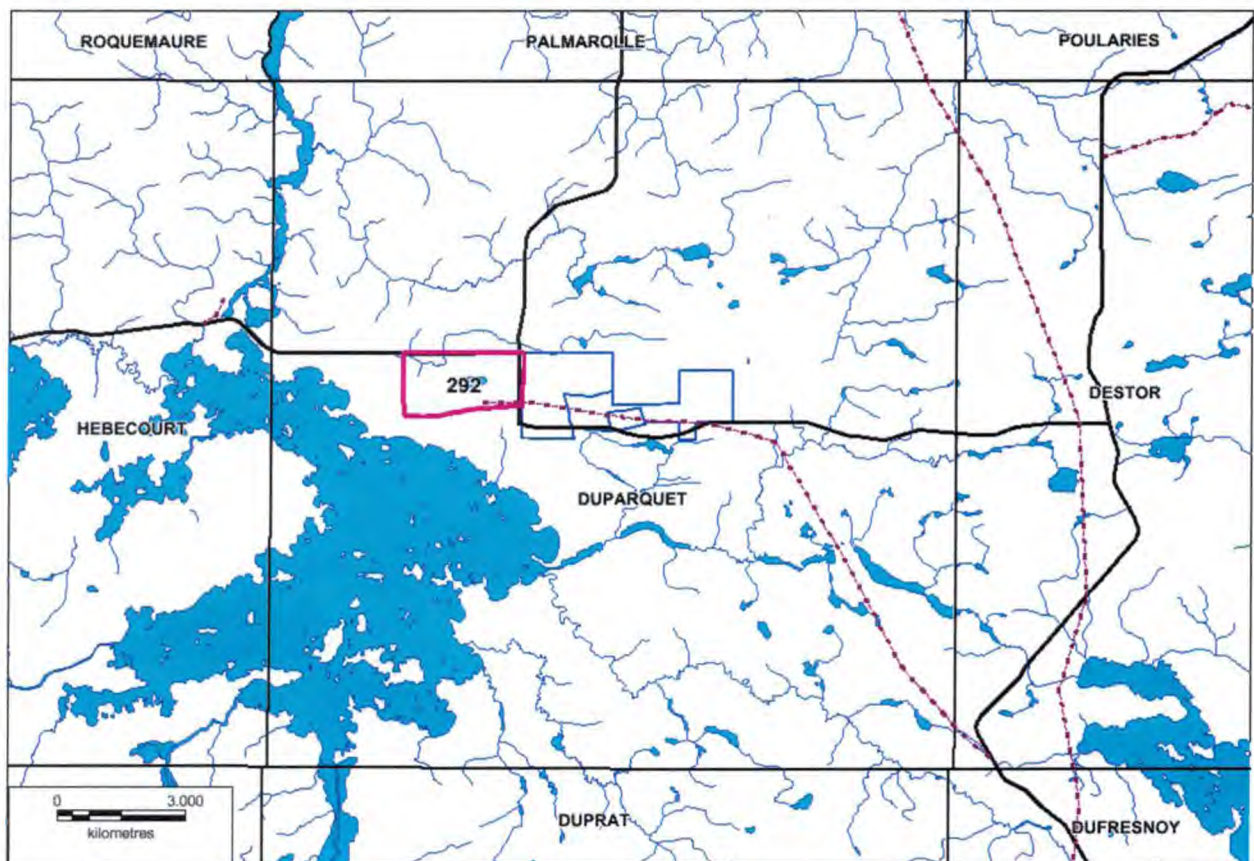 ROQUEMAURE
PALMAROLLE
POULARIES
292
DESTOR
HEBECOURT
DUPARQUET
0 3.000
kilometres
DUPRAT
DUFRESNOY